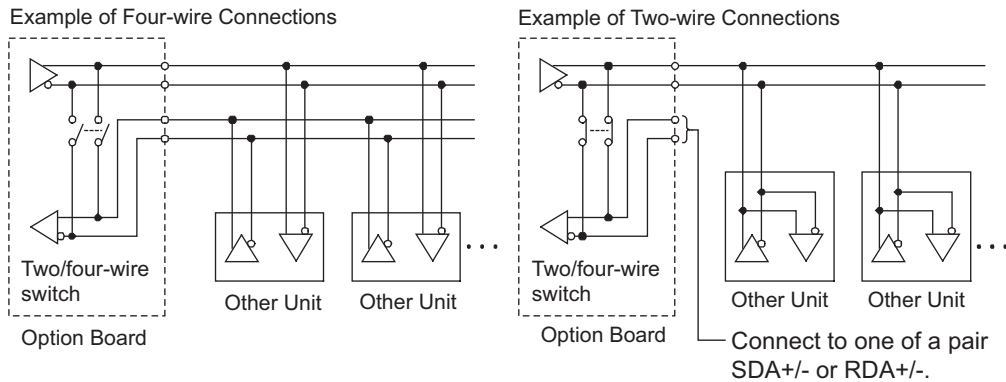 Example of Four-wire Connections
Two/four-wire
switch
Option Board
Other Unit
Other Unit
Example of Two-wire Connections
Two/four-wire
switch
Option Board
Other Unit
Other Unit
Connect to one of a pair
SDA+/- or RDA+/-.